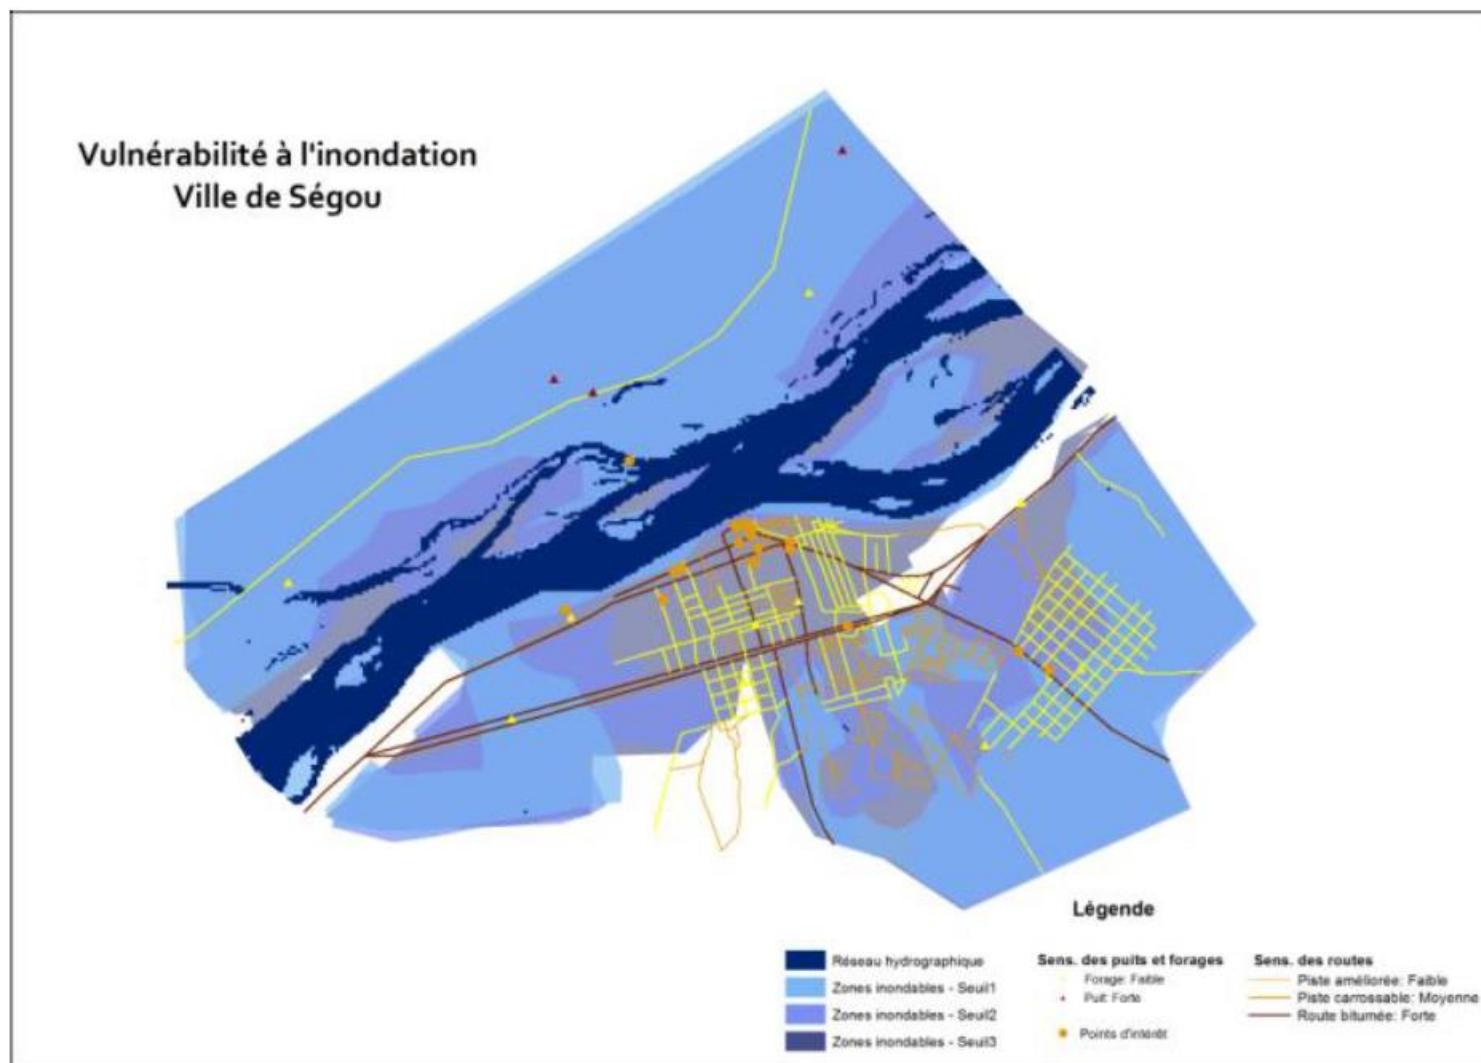 Vulnérabilité à l'inondation
Ville de Ségou
Légende
Réseau hydrographique
Zones inondables - Seuil1
Zones inondables - Seuil2
Zones inondables - Seuil3
Sens. des puits et forages
Forage: Faible
Puit: Forte
Points d'intérêt
Sens. des routes
Piste améliorée: Faible
Piste carrossable: Moyenne
Route bitumée: Forte